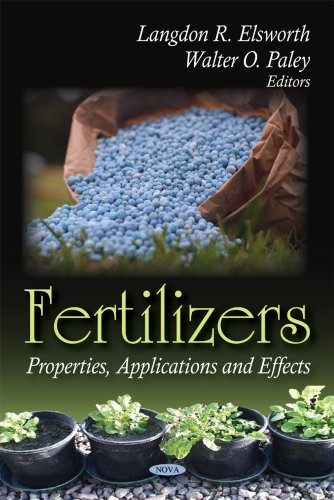 Langdon R. Elsworth
Walter O. Paley
Editors
Fertilizers
Properties, Applications and Effects
NOVA